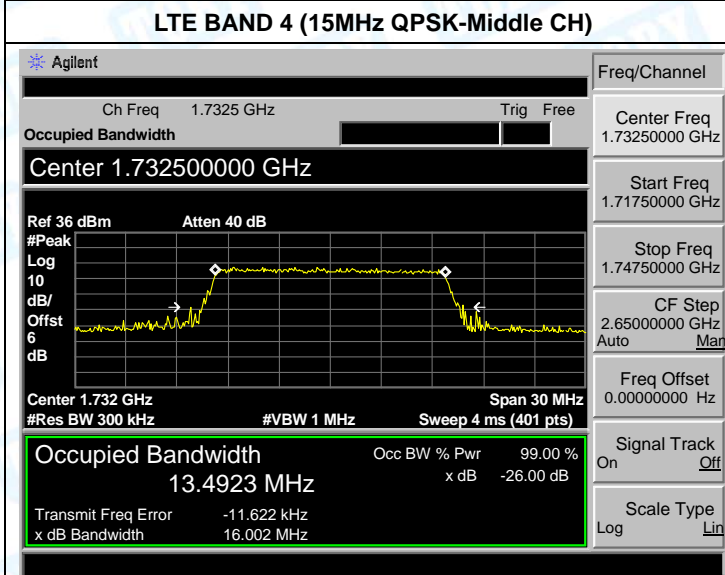 LTE BAND 4 (15MHz QPSK-Middle CH)
Agilent
Freq/Channel
Ch Freq 1.7325 GHz Trig Free
Occupied Bandwidth
Center 1.732500000 GHz
Ref 36 dBm Atten 40 dB
#Peak
Log
10
dB/
Offst
6
dB
Center 1.732 GHz Span 30 MHz
#Res BW 300 kHz #VBW 1 MHz Sweep 4 ms (401 pts)
Occupied Bandwidth Occ BW % Pwr 99.00 %
13.4923 MHz x dB -26.00 dB
Transmit Freq Error -11.622 kHz
x dB Bandwidth 16.002 MHz
Center Freq
1.73250000 GHz
Start Freq
1.71750000 GHz
Stop Freq
1.74750000 GHz
CF Step
2.65000000 GHz
Auto Man
Freq Offset
0.00000000 Hz
Signal Track
On Off
Scale Type
Log Lin